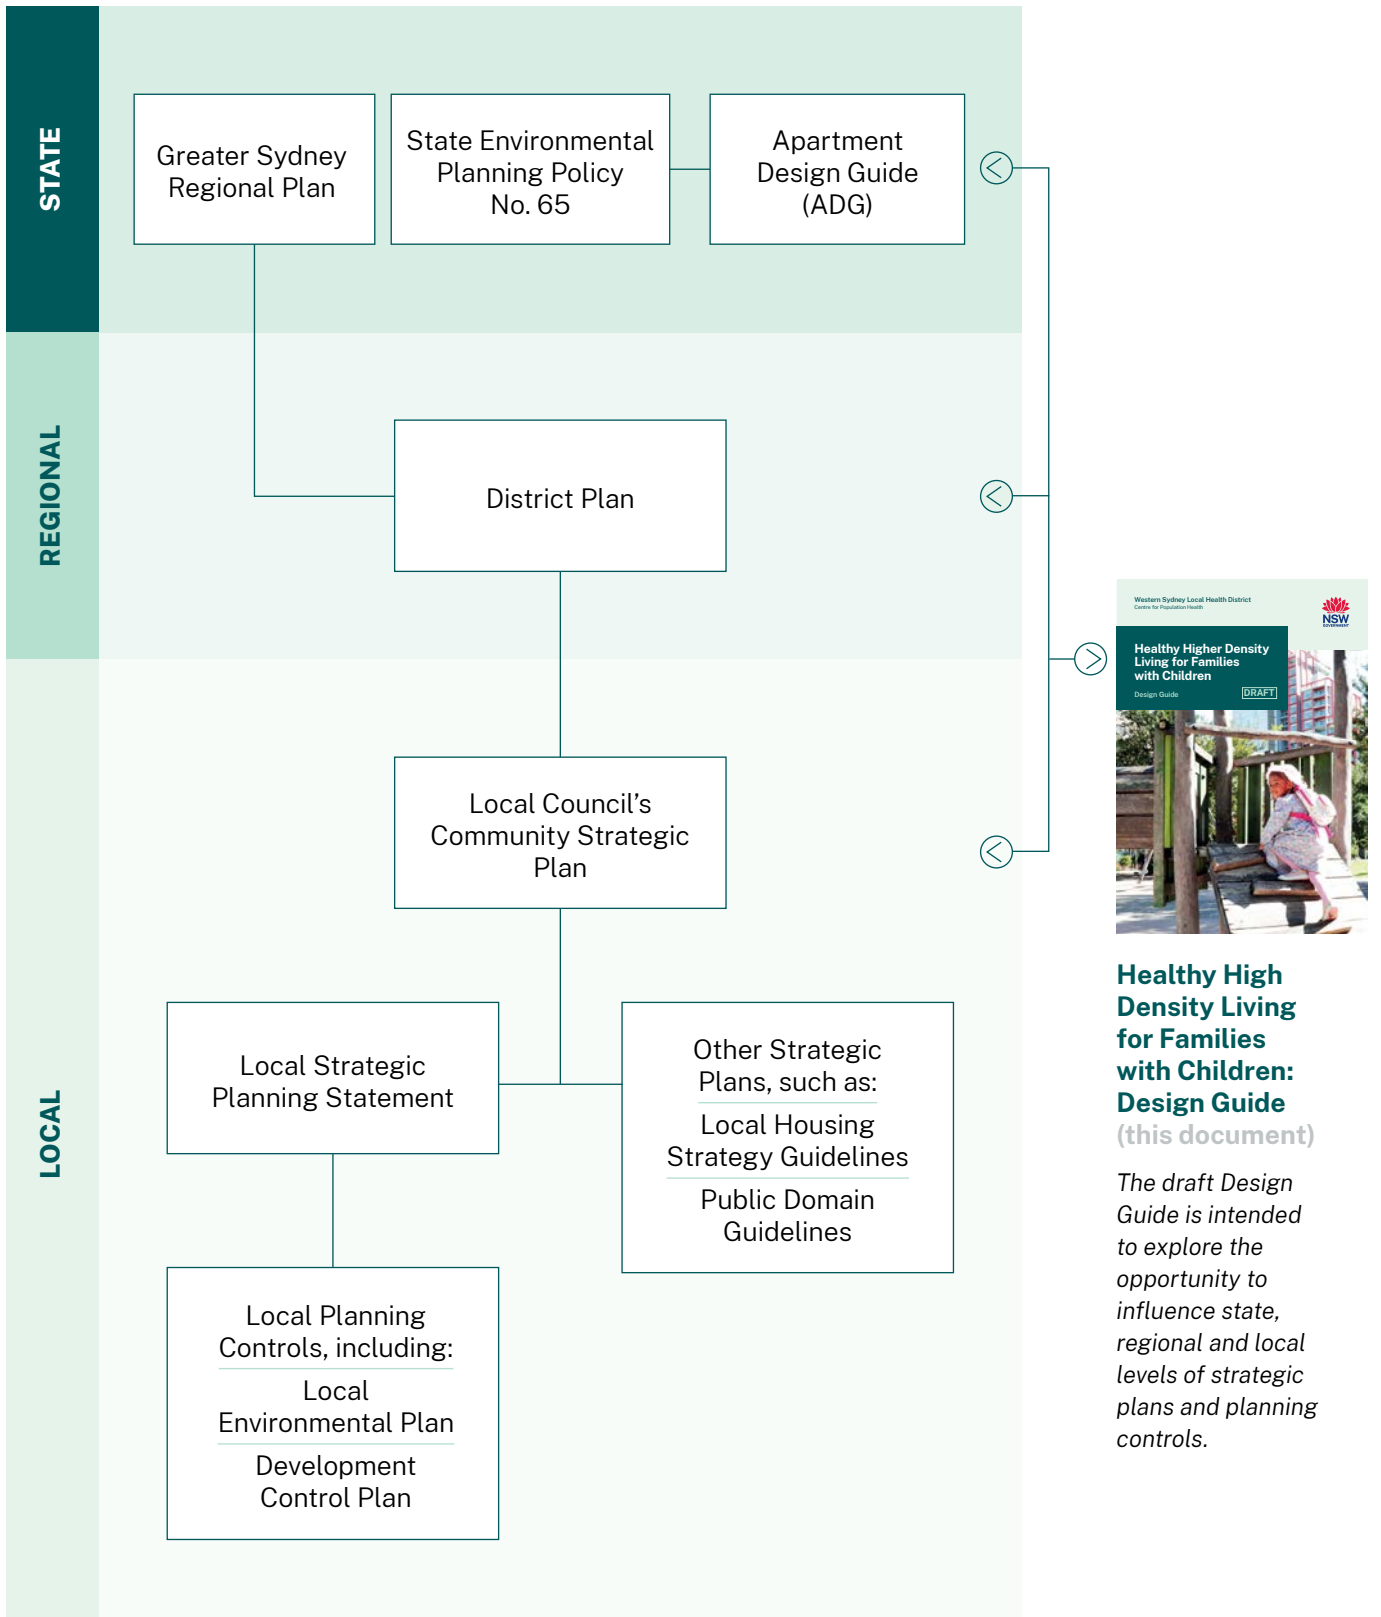 STATE
Greater Sydney
Regional Plan
State Environmental
Planning Policy
No. 65
Apartment
Design Guide
(ADG)
REGIONAL
District Plan
LOCAL
Local Council’s
Community Strategic
Plan
Local Strategic
Planning Statement
Other Strategic
Plans, such as:
Local Housing
Strategy Guidelines
Public Domain
Guidelines
Local Planning
Controls, including:
Local
Environmental Plan
Development
Control Plan
Western Sydney Local Health District
Centre for Population Health
NSW
GOVERNMENT
Healthy Higher Density
Living for Families
with Children
Design Guide
DRAFT
Healthy High
Density Living
for Families
with Children:
Design Guide
(this document)
The draft Design
Guide is intended
to explore the
opportunity to
influence state,
regional and local
levels of strategic
plans and planning
controls.